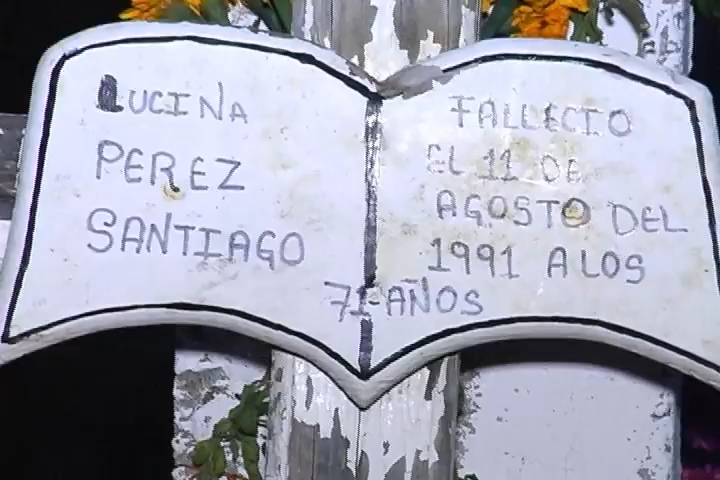 LUCINA
PEREZ
SANTIAGO
FALLECIO
EL 11 DE
AGOSTO DEL
1991 A LOS
71 AÑOS